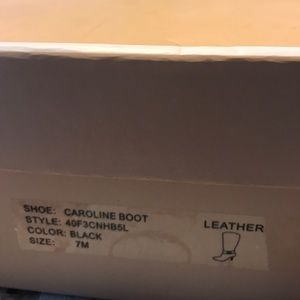 SHOE: CAROLINE BOOT
STYLE: 40F3CNHB5L
COLOR: BLACK
SIZE: 7M
LEATHER